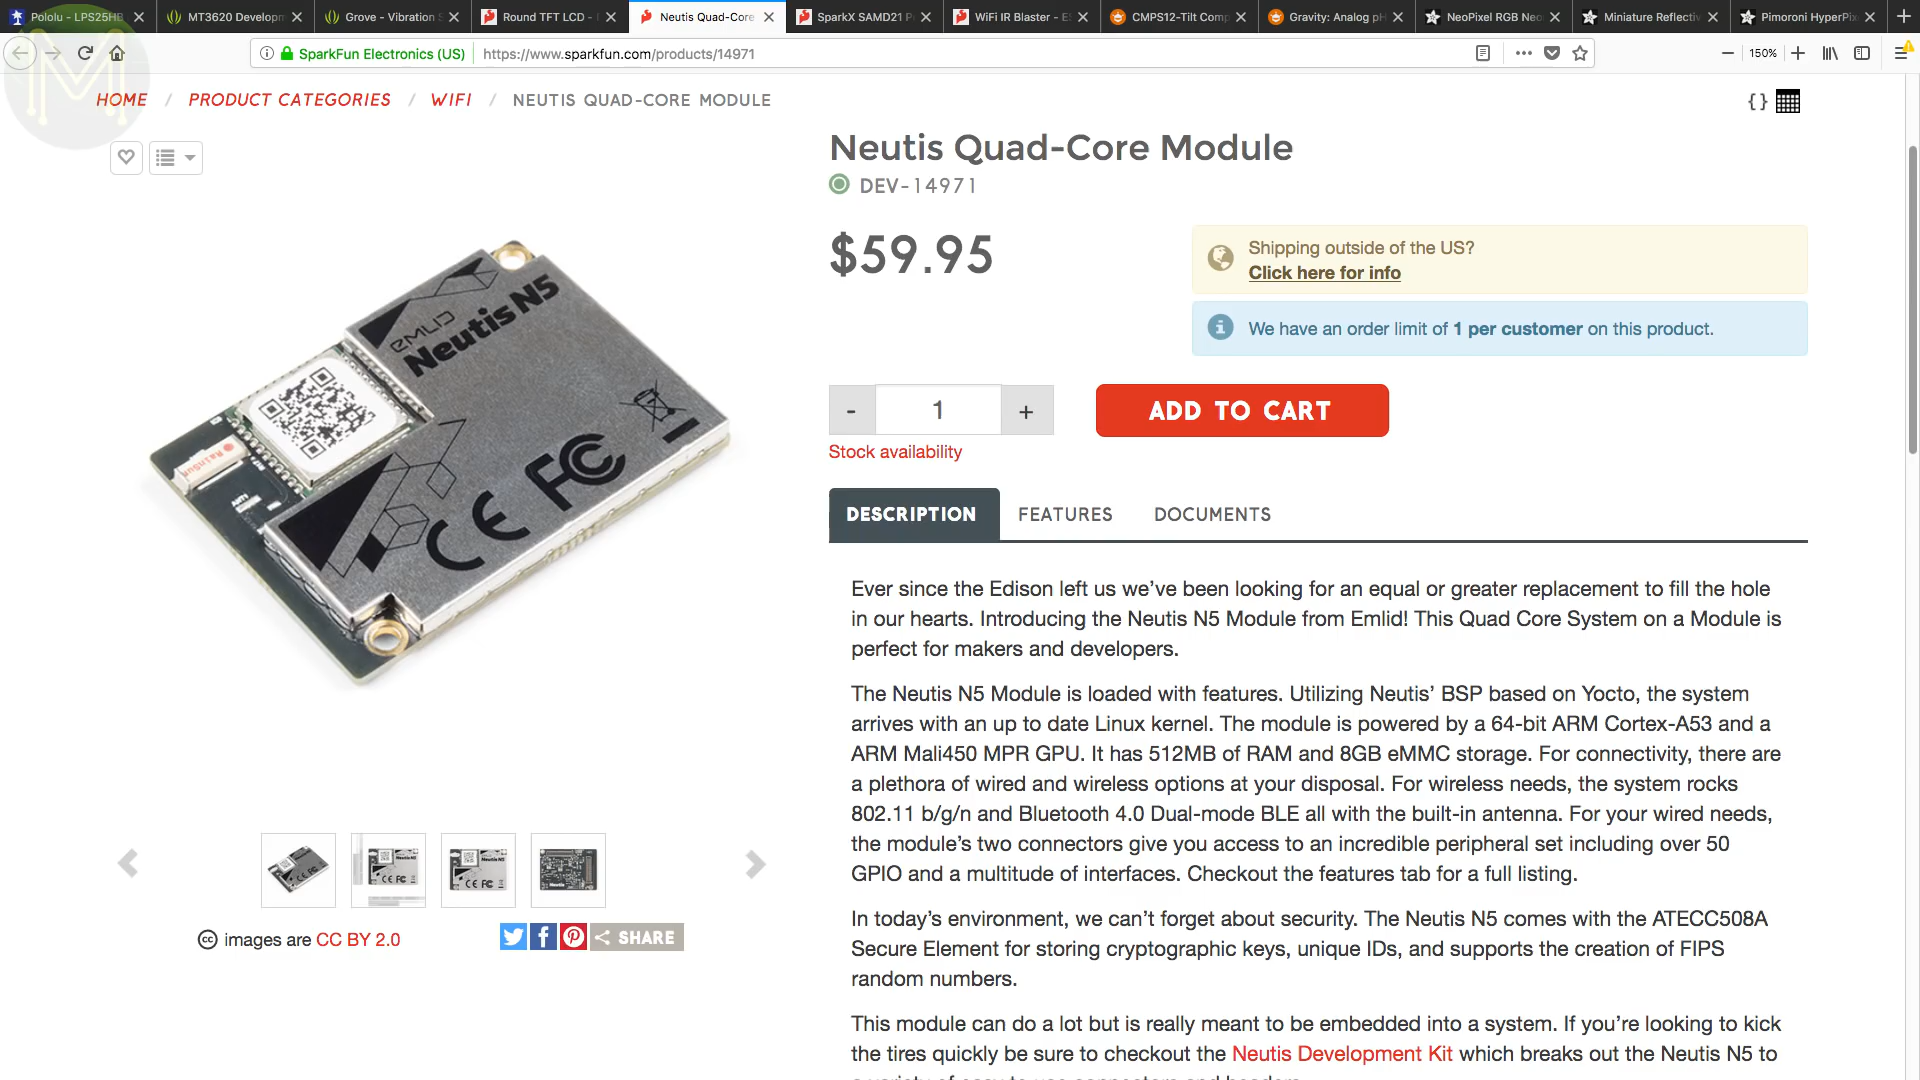 Pololu - LPS25HB
MT3620 Developm
Grove - Vibration S
Round TFT LCD -
Neutis Quad-Core
SparkX SAMD21 P
WiFi IR Blaster - ES
CMPS12-Tilt Comp
Gravity: Analog pH
NeoPixel RGB Neo
Miniature Reflectiv
Pimoroni HyperPix
SparkFun Electronics (US)
https://www.sparkfun.com/products/14971
150%
HOME / PRODUCT CATEGORIES / WIFI / NEUTIS QUAD-CORE MODULE
{}
Neutis Quad-Core Module
DEV-14971
$59.95
Shipping outside of the US?
Click here for info
We have an order limit of 1 per customer on this product.
- 1 +
ADD TO CART
Stock availability
EMLID
Neutis N5
CE FC
ANT1
DESCRIPTION FEATURES DOCUMENTS
Ever since the Edison left us we’ve been looking for an equal or greater replacement to fill the hole
in our hearts. Introducing the Neutis N5 Module from Emlid! This Quad Core System on a Module is
perfect for makers and developers.
The Neutis N5 Module is loaded with features. Utilizing Neutis’ BSP based on Yocto, the system
arrives with an up to date Linux kernel. The module is powered by a 64-bit ARM Cortex-A53 and a
ARM Mali450 MPR GPU. It has 512MB of RAM and 8GB eMMC storage. For connectivity, there are
a plethora of wired and wireless options at your disposal. For wireless needs, the system rocks
802.11 b/g/n and Bluetooth 4.0 Dual-mode BLE all with the built-in antenna. For your wired needs,
the module’s two connectors give you access to an incredible peripheral set including over 50
GPIO and a multitude of interfaces. Checkout the features tab for a full listing.
In today’s environment, we can’t forget about security. The Neutis N5 comes with the ATECC508A
Secure Element for storing cryptographic keys, unique IDs, and supports the creation of FIPS
random numbers.
This module can do a lot but is really meant to be embedded into a system. If you’re looking to kick
the tires quickly be sure to checkout the Neutis Development Kit which breaks out the Neutis N5 to
images are CC BY 2.0
SHARE